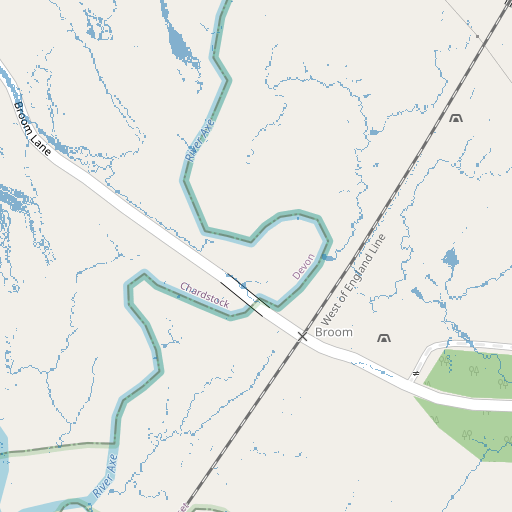 River Axe
Broom Lane
Devon
West of England Line
Chardstock
Broom
River Axe